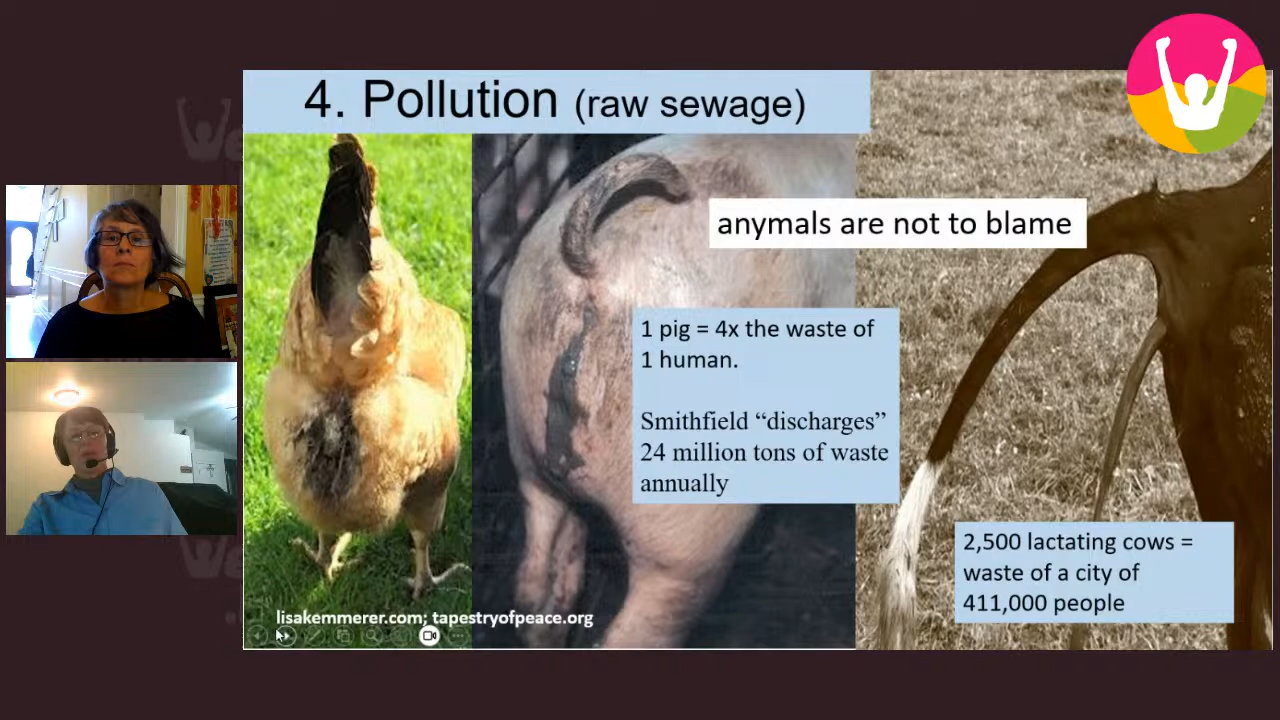 4. Pollution (raw sewage)
anymals are not to blame
1 pig = 4x the waste of
1 human.
Smithfield “discharges”
24 million tons of waste
annually
2,500 lactating cows =
waste of a city of
411,000 people
lisakemmerer.com; tapestryofpeace.org